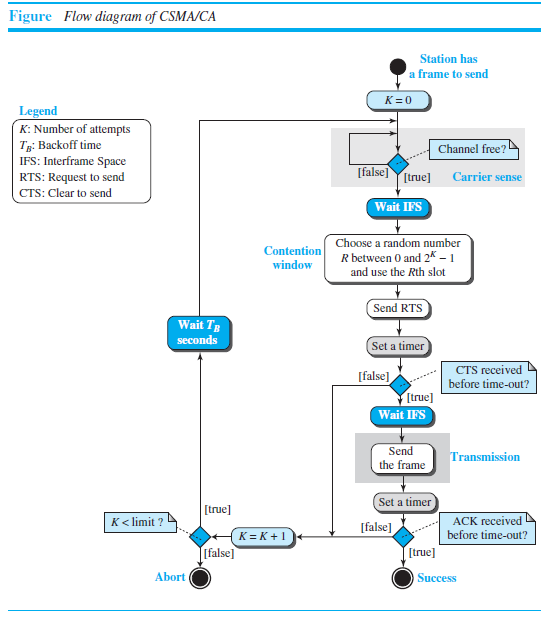 Figure Flow diagram of CSMA/CA
Station has
a frame to send
K = 0
Legend
K: Number of attempts
TB: Backoff time
IFS: Interframe Space
RTS: Request to send
CTS: Clear to send
Channel free?
[false]
[true]
Carrier sense
Wait IFS
Contention
window
Choose a random number
R between 0 and 2^K – 1
and use the Rth slot
Send RTS
Wait TB
seconds
Set a timer
CTS received
before time-out?
[false]
[true]
Wait IFS
Send
the frame
Transmission
Set a timer
[true]
K < limit ?
K = K + 1
[false]
ACK received
before time-out?
[false]
[true]
Abort
Success